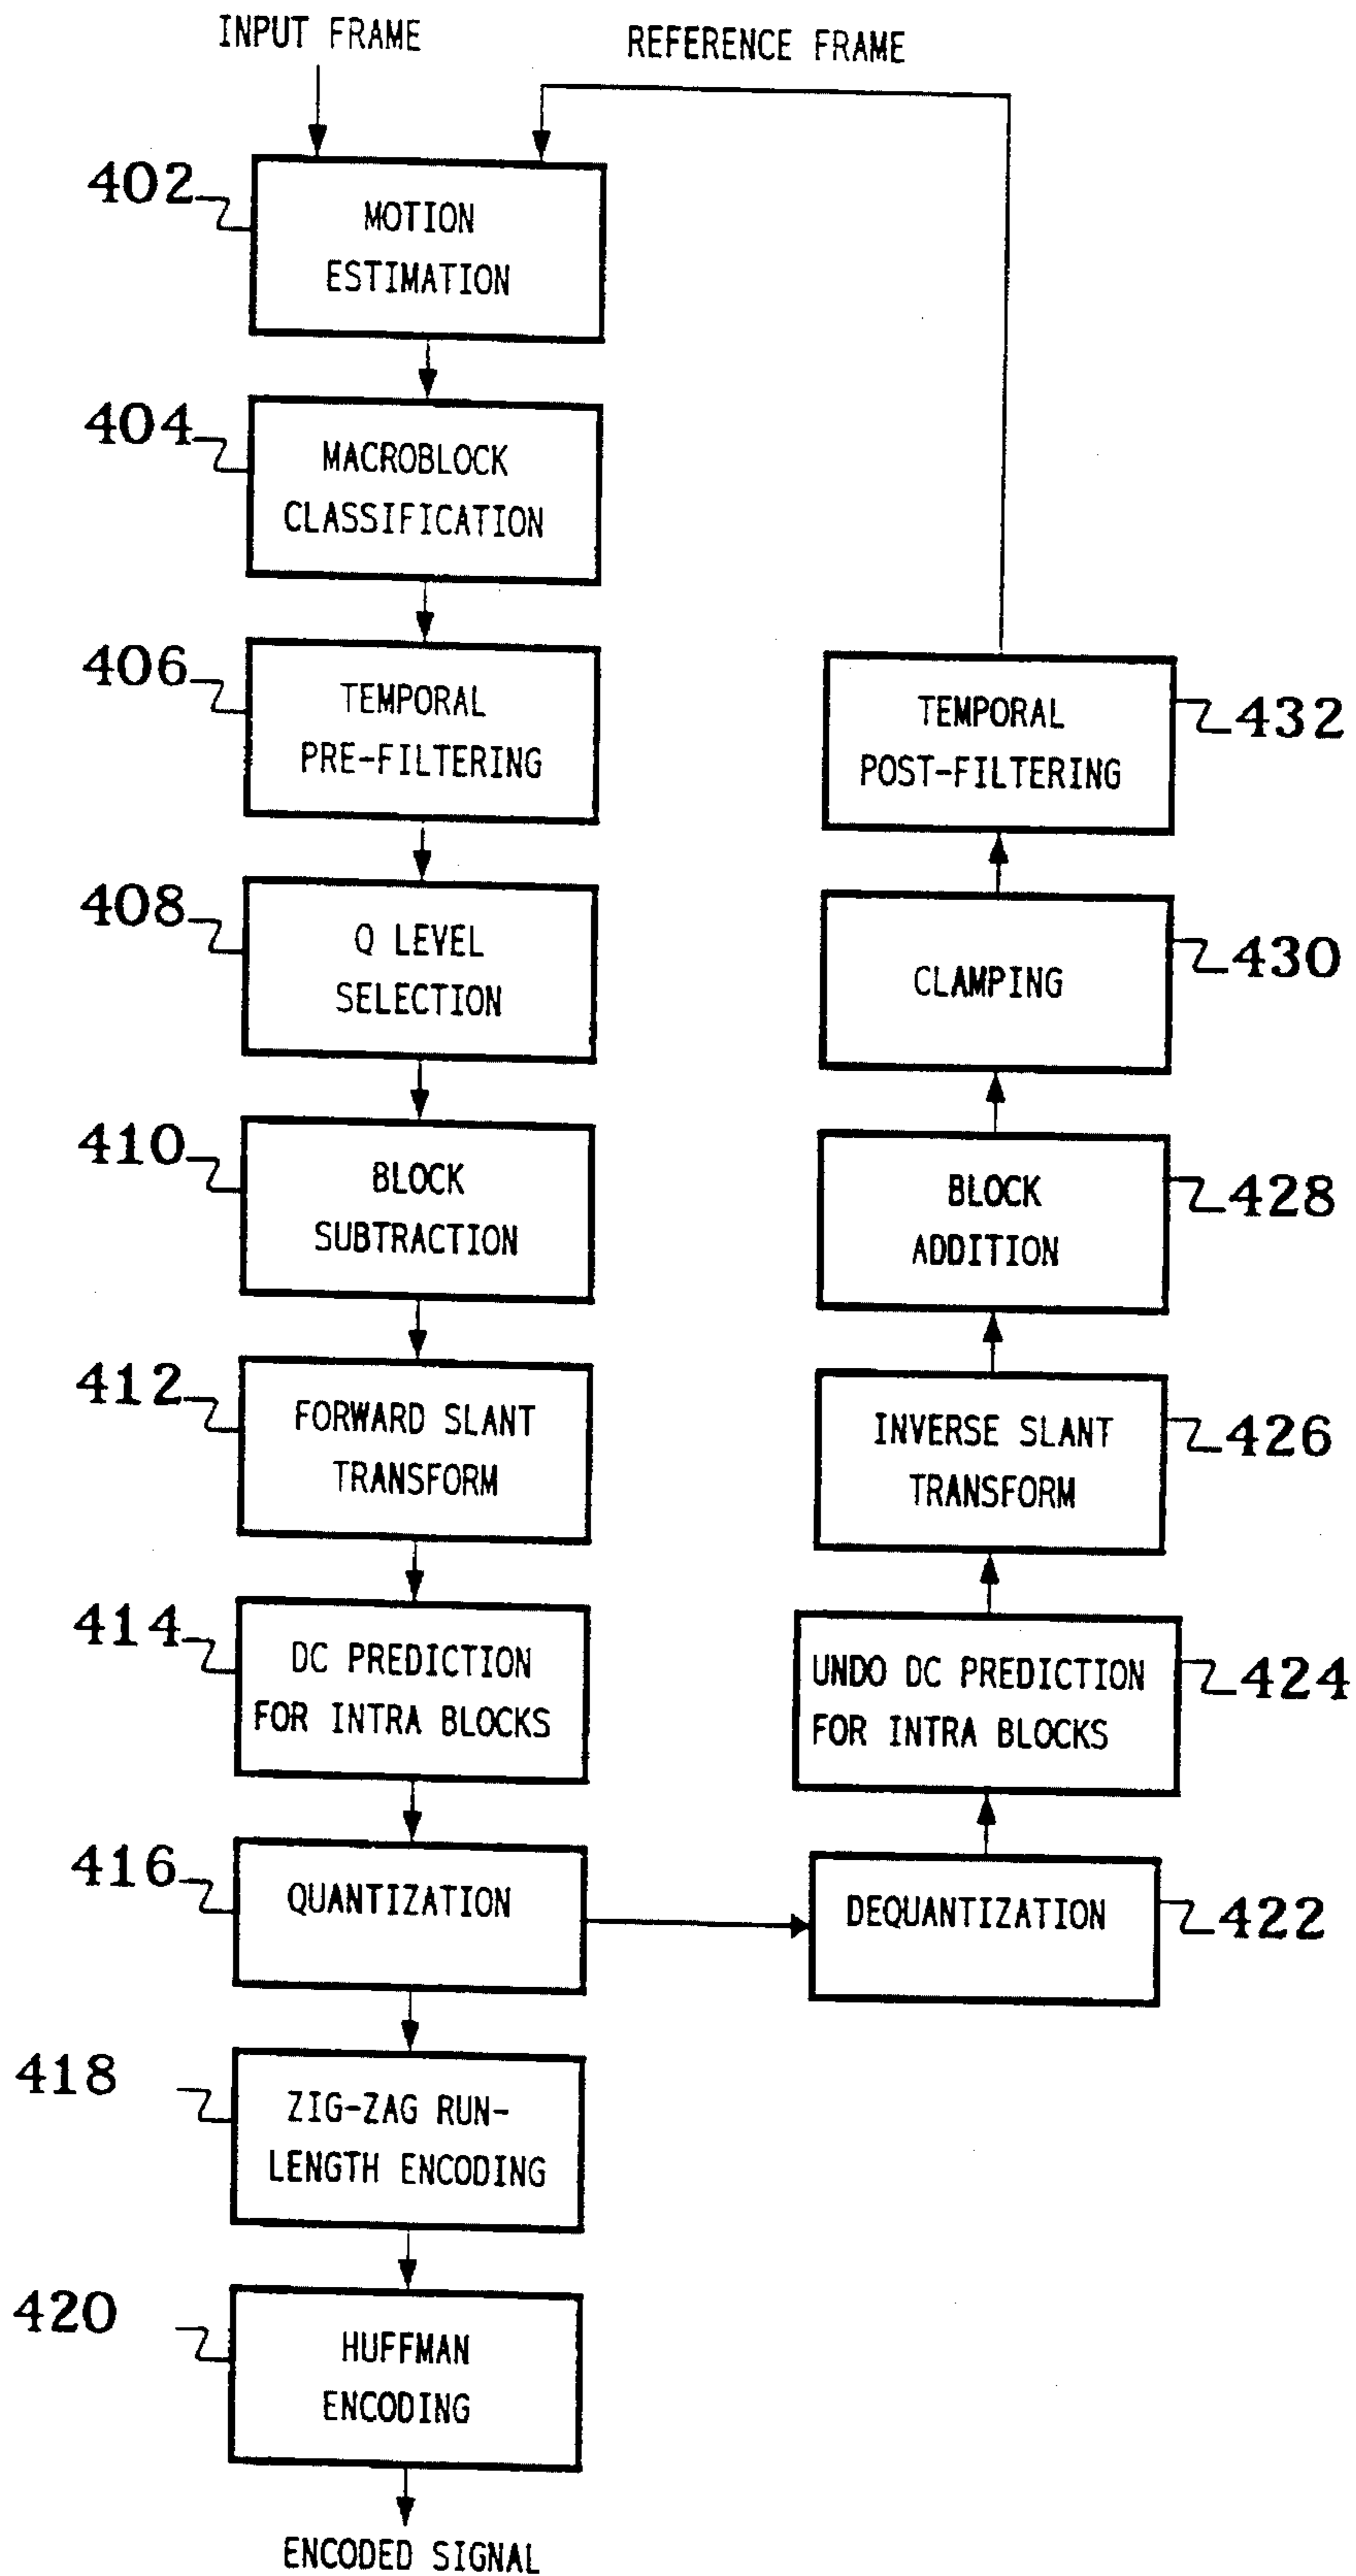 INPUT FRAME
REFERENCE FRAME
402
MOTION
ESTIMATION
404
MACROBLOCK
CLASSIFICATION
406
TEMPORAL
PRE-FILTERING
408
Q LEVEL
SELECTION
410
BLOCK
SUBTRACTION
412
FORWARD SLANT
TRANSFORM
414
DC PREDICTION
FOR INTRA BLOCKS
416
QUANTIZATION
418
ZIG-ZAG RUN-
LENGTH ENCODING
420
HUFFMAN
ENCODING
ENCODED SIGNAL
TEMPORAL
POST-FILTERING
432
CLAMPING
430
BLOCK
ADDITION
428
INVERSE SLANT
TRANSFORM
426
UNDO DC PREDICTION
FOR INTRA BLOCKS
424
DEQUANTIZATION
422